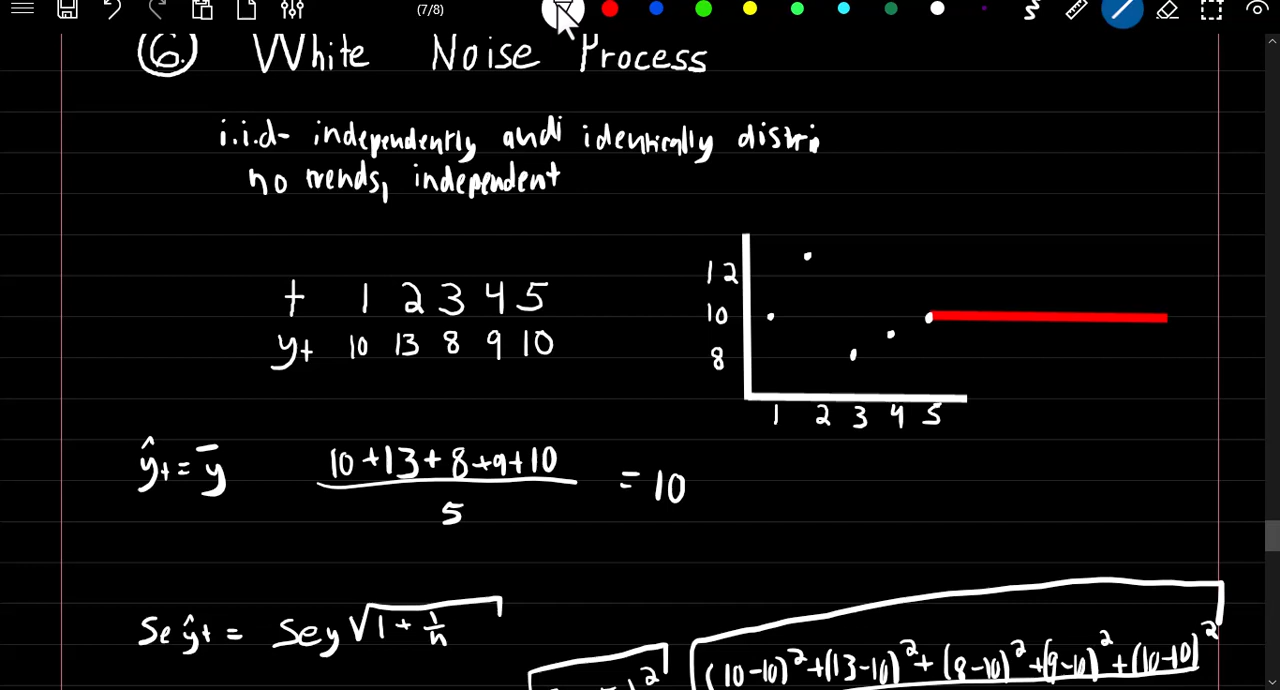 (7/8)
6. White Noise Process
i.i.d- independently and identically distri
no trends, independent
t 1 2 3 4 5
yt 10 13 8 9 10
12
10
8
1 2 3 4 5
ŷt = ȳ 10+13+8+9+10 / 5 = 10
Se ŷt = Sey √1 + 1/n
(10-10)²+(13-10)²+(8-10)²+(9-10)²+(10-10)²